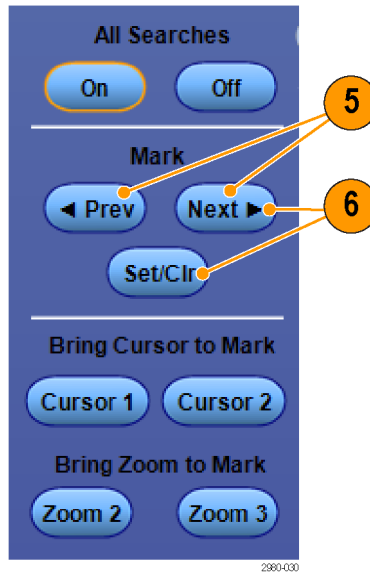 All Searches
On Off
5
Mark
◄ Prev Next ►
6
Set/Clr
Bring Cursor to Mark
Cursor 1 Cursor 2
Bring Zoom to Mark
Zoom 2 Zoom 3
2980-030